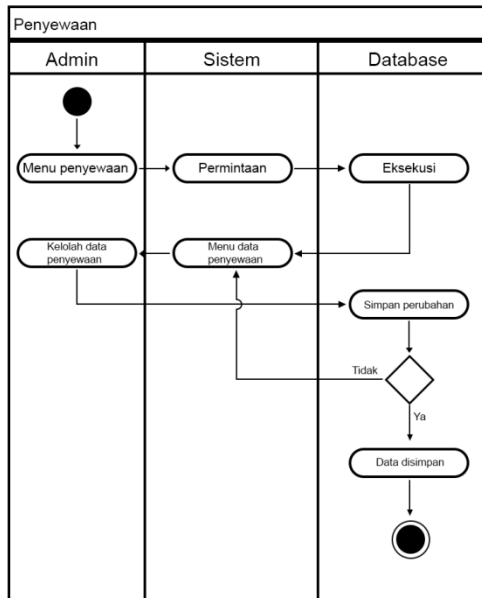 Penyewaan
Admin
Sistem
Database
Menu penyewaan
Permintaan
Eksekusi
Kelolah data
penyewaan
Menu data
penyewaan
Simpan perubahan
Tidak
Ya
Data disimpan